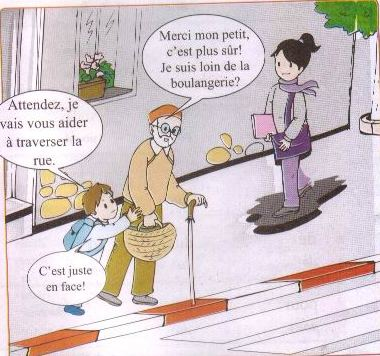 Attendez, je
vais vous aider
à traverser la
rue.
Merci mon petit,
c'est plus sûr!
Je suis loin de la
boulangerie?
C'est juste
en face!